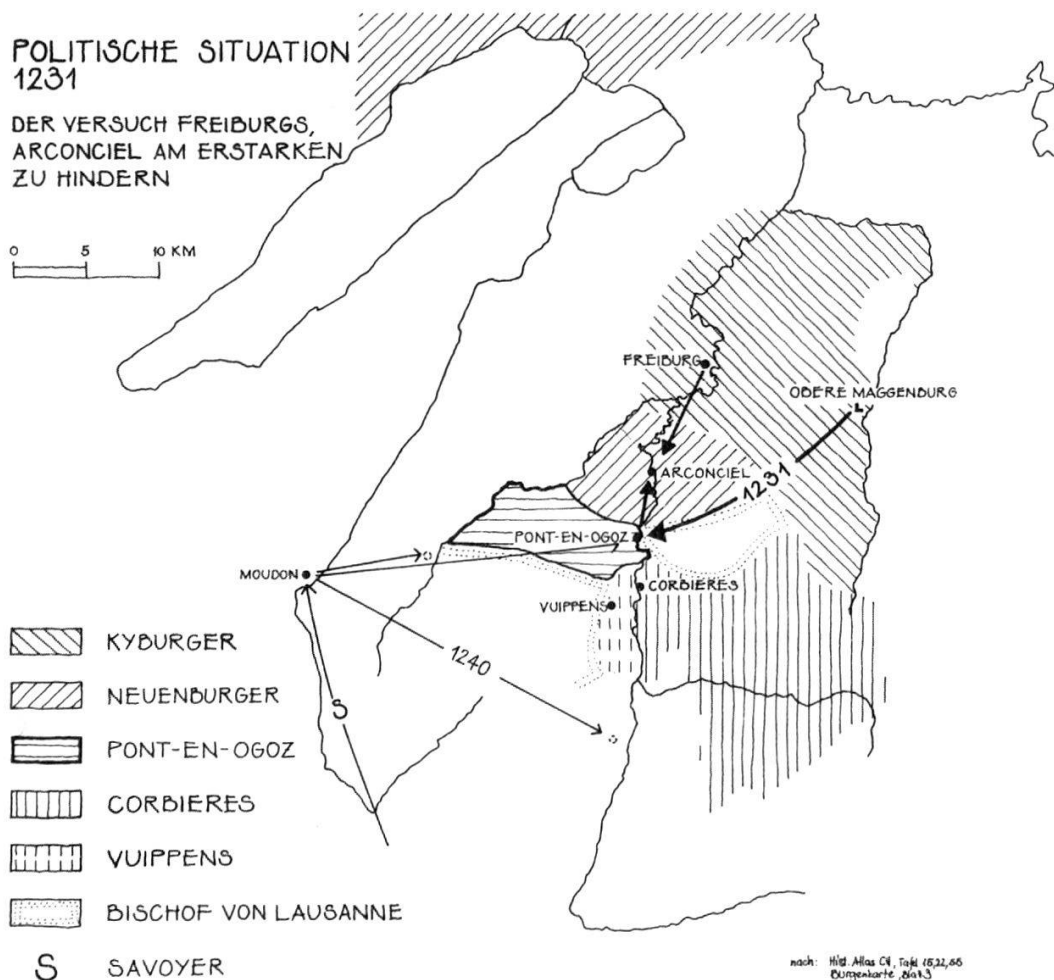 POLITISCHE SITUATION
1231
DER VERSUCH FREIBURGS,
ARCONCIEL AM ERSTARKEN
ZU HINDERN
0 5 10 KM
FREIBURG
OBERE MAGGENBURG
ARCONCIEL
1231
PONT-EN-OGOZ
MOUDON
CORBIERES
VUIPPENS
1240
S
KYBURGER
NEUENBURGER
PONT-EN-OGOZ
CORBIERES
VUIPPENS
BISCHOF VON LAUSANNE
S SAVOYER
nach: Hist. Atlas CH, Tafel
Burgenkarte, Blatt 3